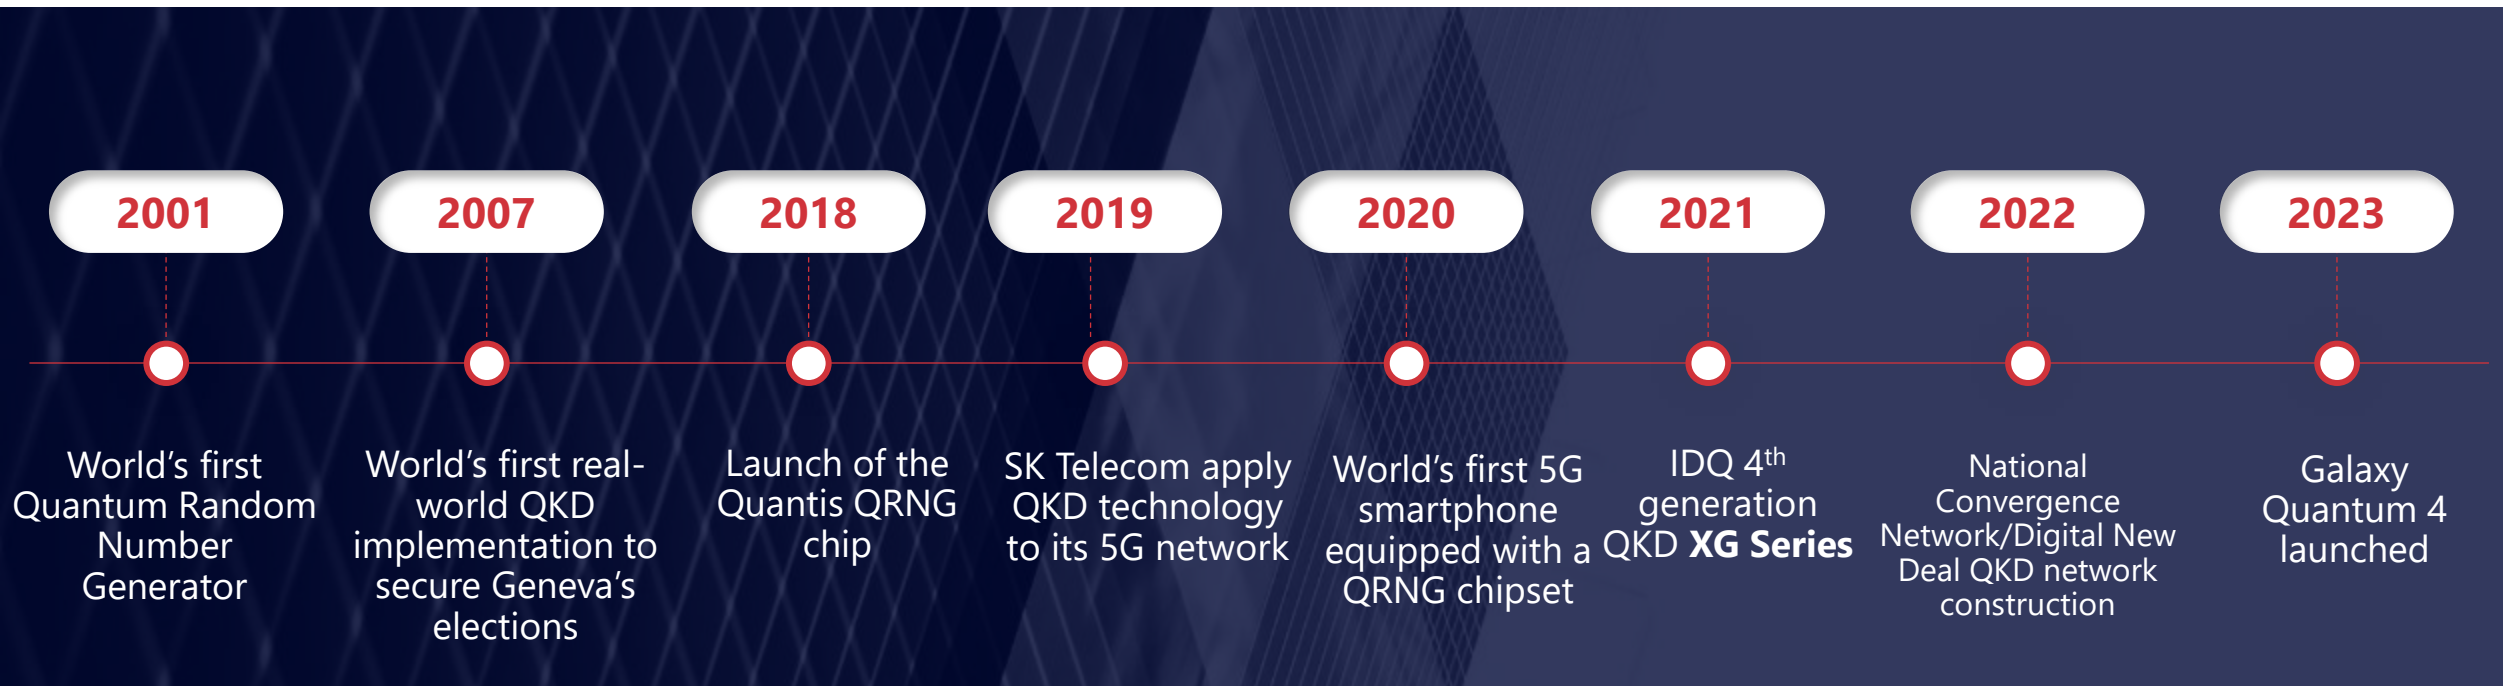 2001
2007
2018
2019
2020
2021
2022
2023
World’s first
Quantum Random
Number
Generator
World’s first real-
world QKD
implementation to
secure Geneva’s
elections
Launch of the
Quantis QRNG
chip
SK Telecom apply
QKD technology
to its 5G network
World’s first 5G
smartphone
equipped with a
QRNG chipset
IDQ 4th
generation
QKD XG Series
National
Convergence
Network/Digital New
Deal QKD network
construction
Galaxy
Quantum 4
launched